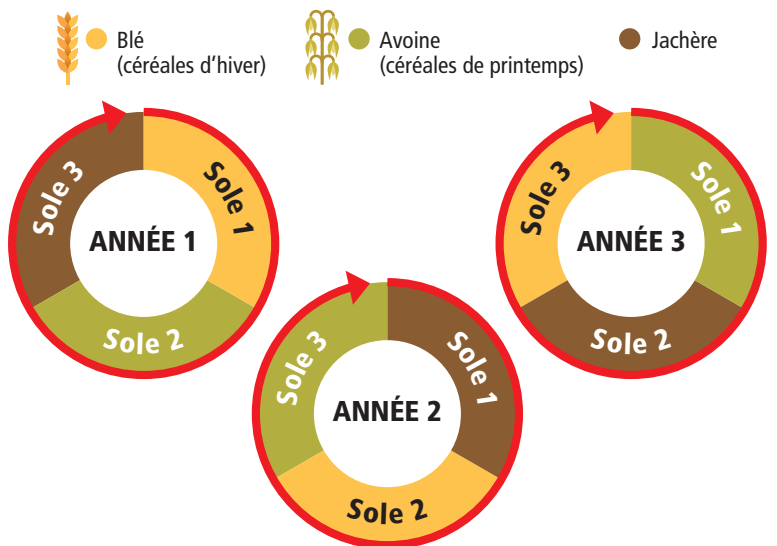 Blé
(céréales d'hiver)
Avoine
(céréales de printemps)
Jachère
Sole 3
Sole 1
ANNÉE 1
Sole 2
Sole 3
Sole 1
ANNÉE 2
Sole 2
Sole 3
Sole 1
ANNÉE 3
Sole 2